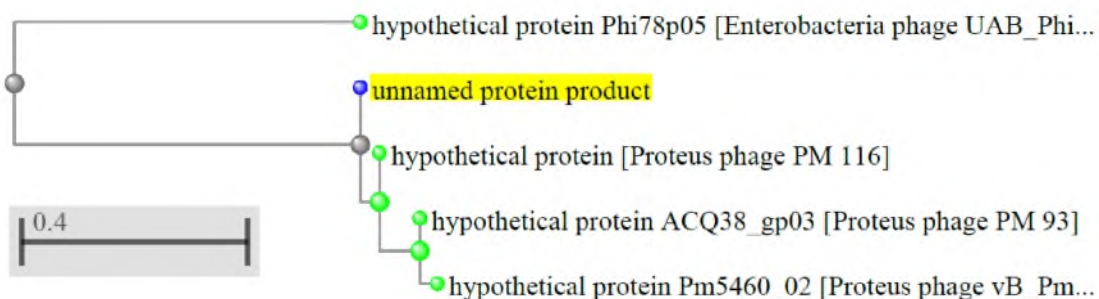 hypothetical protein Phi78p05 [Enterobacteria phage UAB_Phi...
unnamed protein product
hypothetical protein [Proteus phage PM 116]
0.4
hypothetical protein ACQ38_gp03 [Proteus phage PM 93]
hypothetical protein Pm5460_02 [Proteus phage vB_Pm...